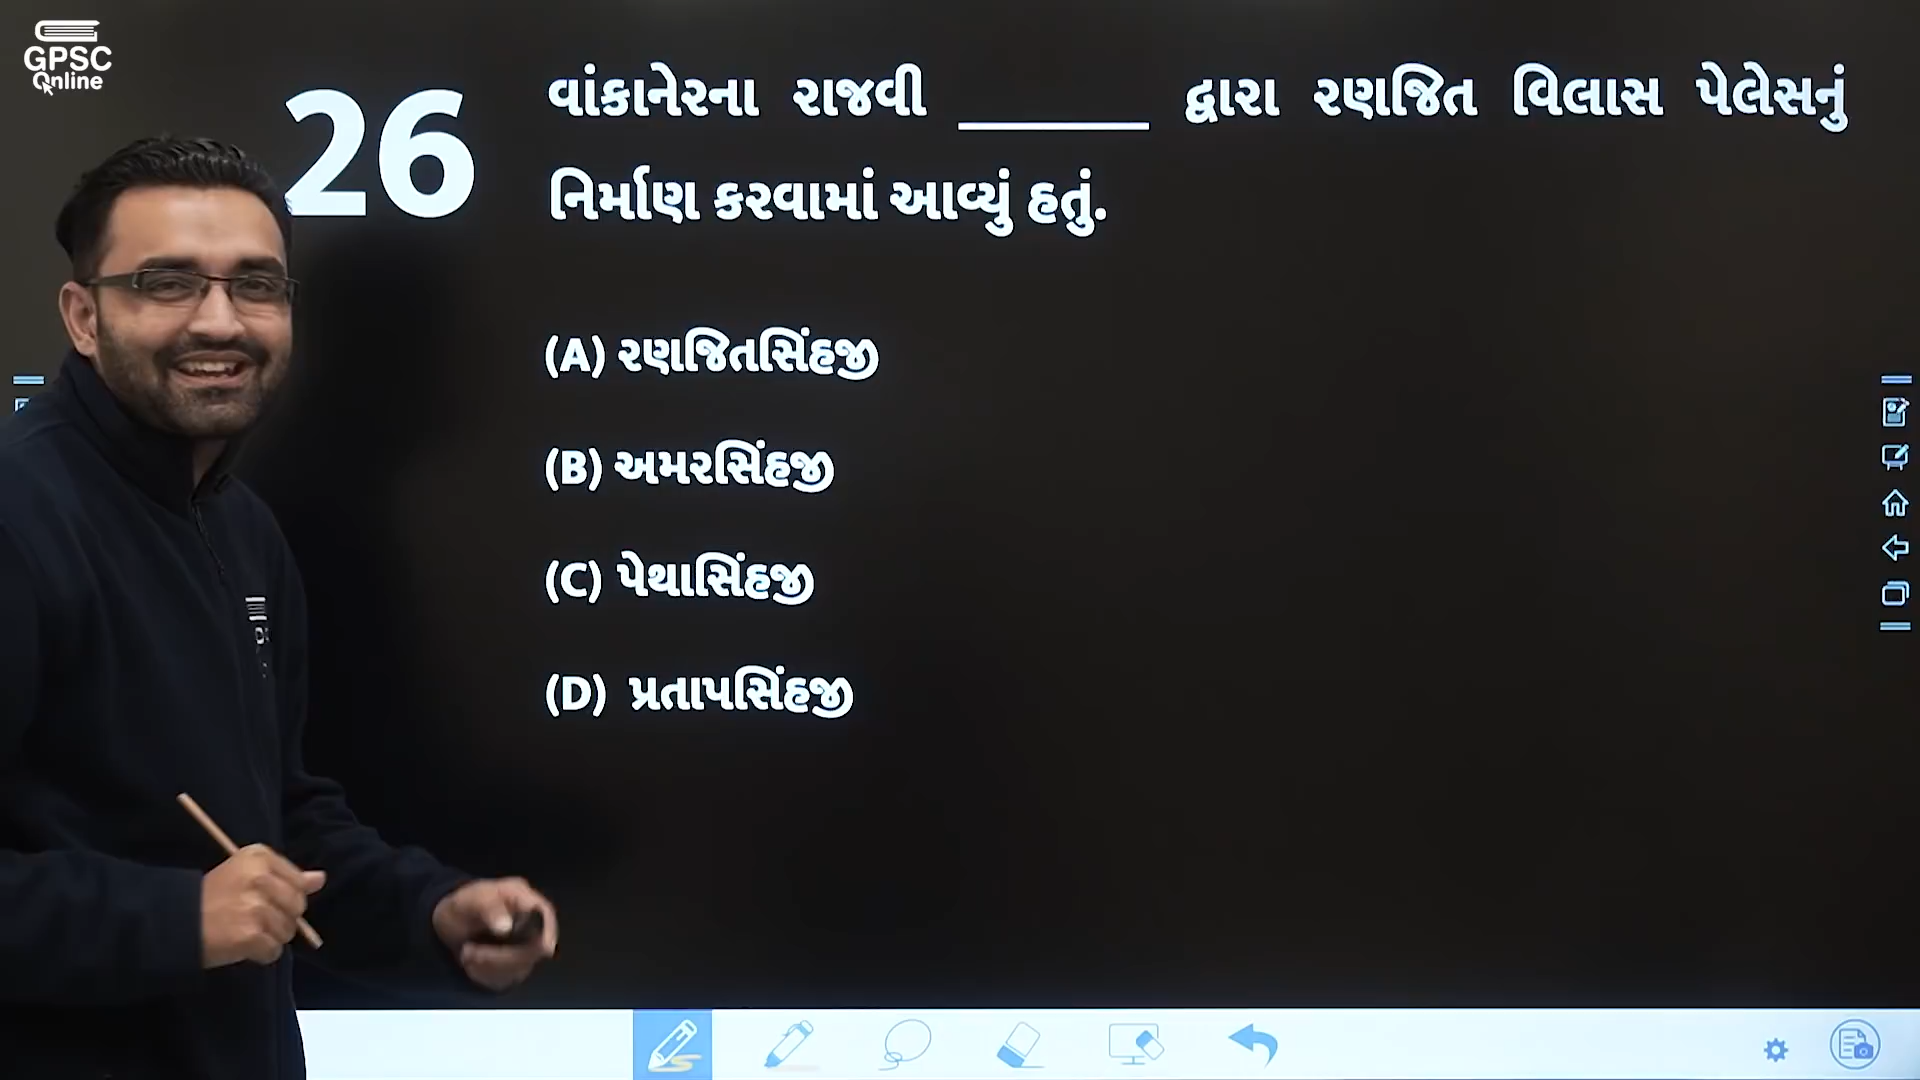 GPSC
Online
26
વાંકાનેરના રાજવી ________ દ્વારા રણજિત વિલાસ પેલેસનું
નિર્માણ કરવામાં આવ્યું હતું.
(A) રણજિતસિંહજી
(B) અમરસિંહજી
(C) પેથાસિંહજી
(D) પ્રતાપસિંહજી